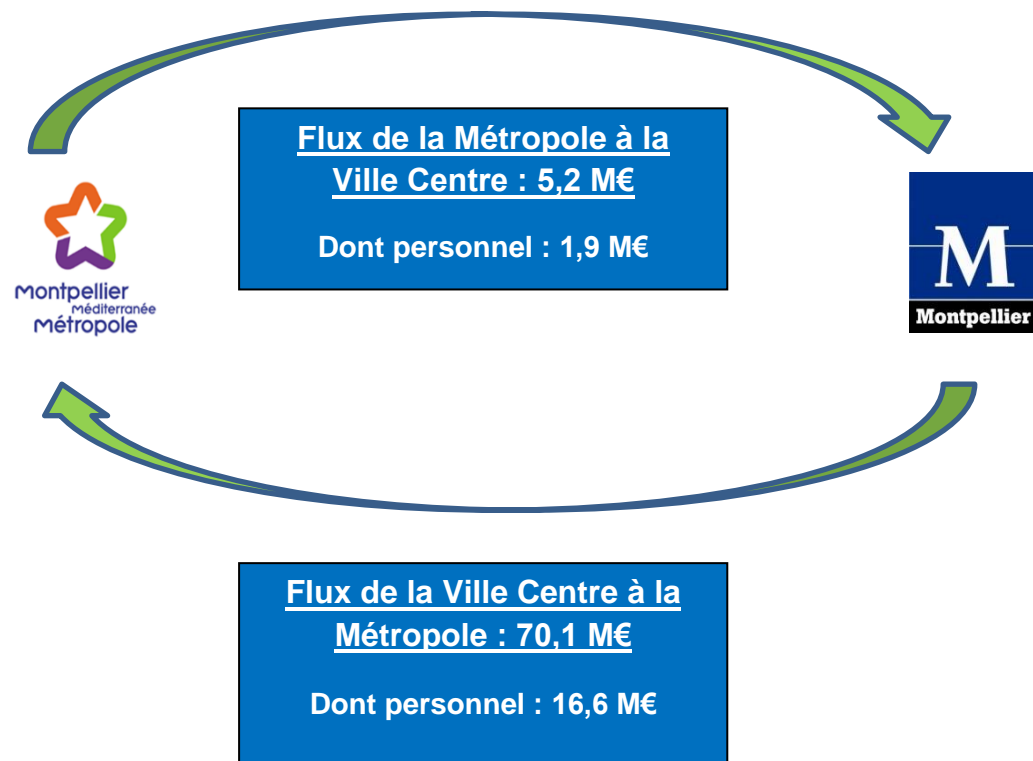 Flux de la Métropole à la
Ville Centre : 5,2 M€
Dont personnel : 1,9 M€
montpellier
méditerranée
métropole
M
Montpellier
Flux de la Ville Centre à la
Métropole : 70,1 M€
Dont personnel : 16,6 M€